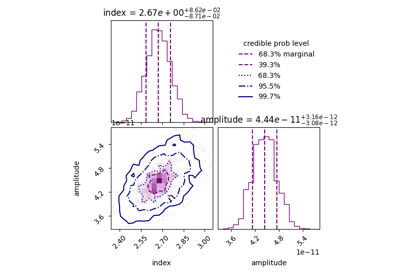 index = 2.67e+00+8.62e−02−8.71e−02
credible prob level
68.3% marginal
39.3%
68.3%
95.5%
99.7%
1e−11
amplitude = 4.44e−11+3.16e−12−3.08e−12
amplitude
5.4
4.8
4.2
3.6
2.40
2.55
2.70
2.85
3.00
index
3.6
4.2
4.8
5.4
1e−11
amplitude